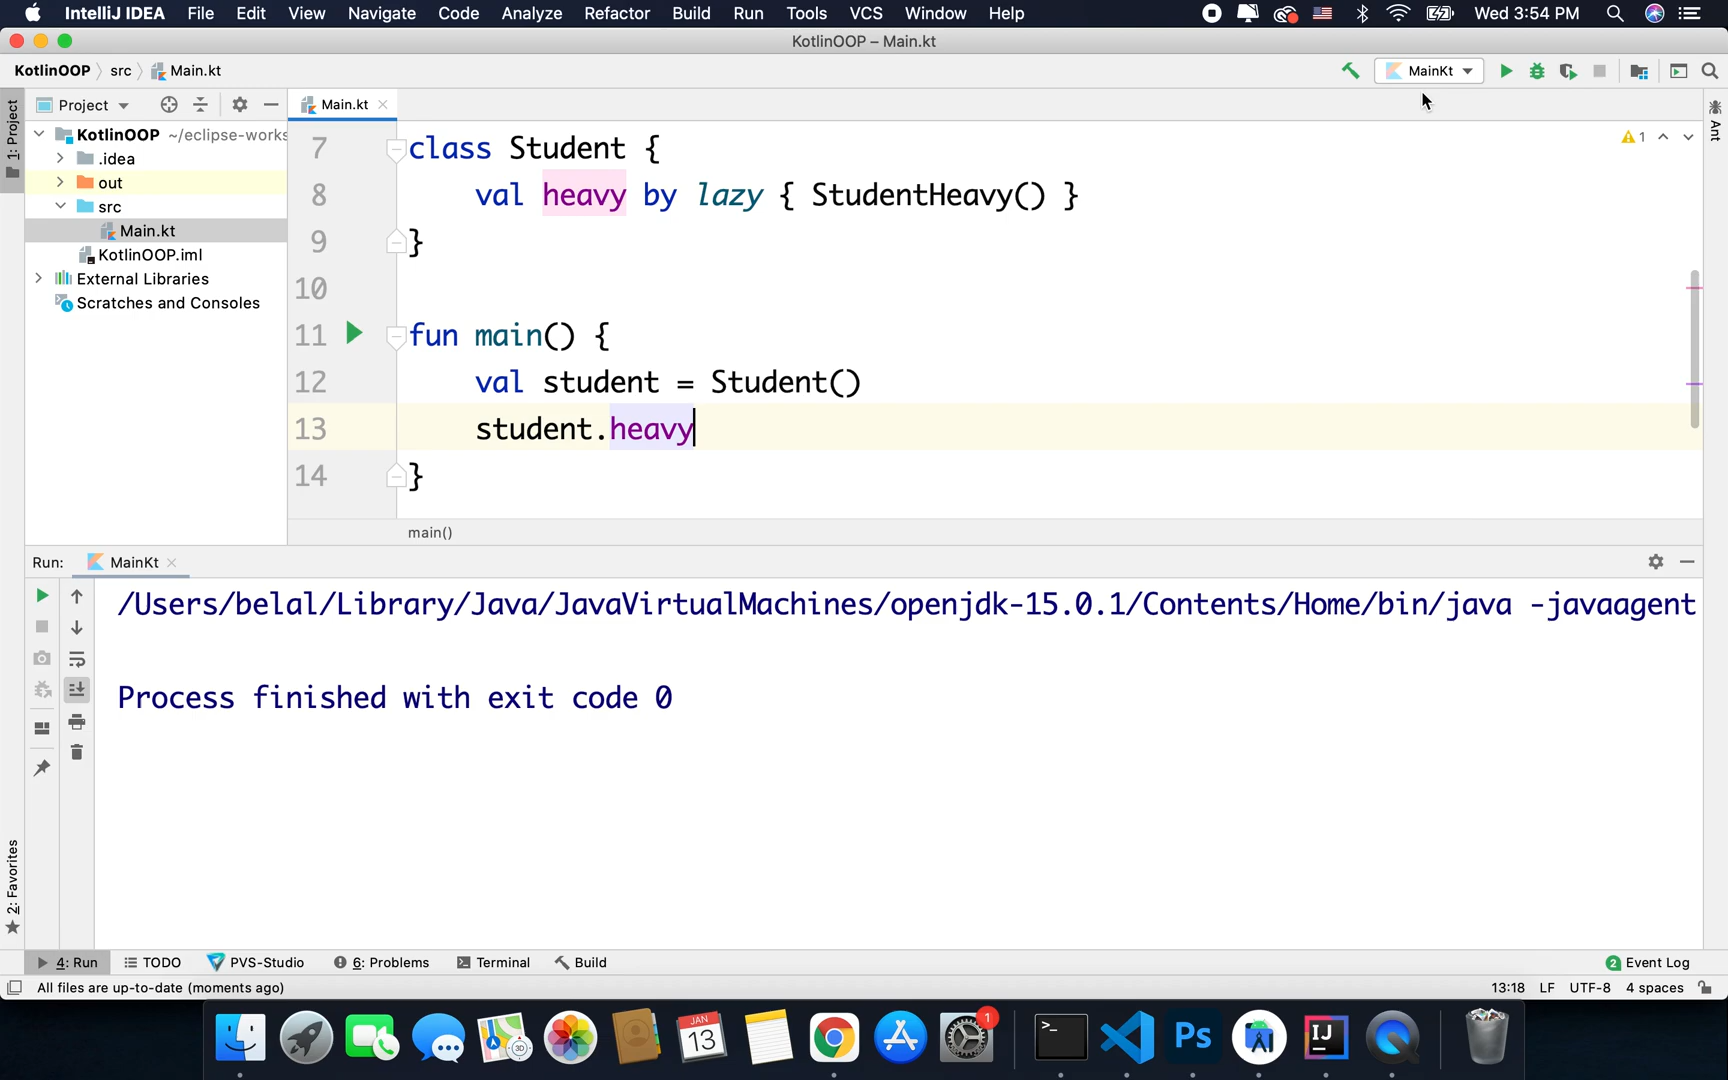 IntelliJ IDEA File Edit View Navigate Code Analyze Refactor Build Run Tools VCS Window Help Wed 3:54 PM
KotlinOOP – Main.kt
KotlinOOP src Main.kt MainKt
1: Project
Project
Main.kt
Ant
KotlinOOP ~/eclipse-works
.idea
out
src
Main.kt
KotlinOOP.iml
External Libraries
Scratches and Consoles
1
7 class Student {
8 val heavy by lazy { StudentHeavy() }
9 }
10
11 fun main() {
12 val student = Student()
13 student.heavy
14 }
main()
Run: MainKt
/Users/belal/Library/Java/JavaVirtualMachines/openjdk-15.0.1/Contents/Home/bin/java -javaagent
Process finished with exit code 0
2: Favorites
4: Run TODO PVS-Studio 6: Problems Terminal Build 2 Event Log
All files are up-to-date (moments ago) 13:18 LF UTF-8 4 spaces
JAN
13
3D
1
>_
Ps
IJ